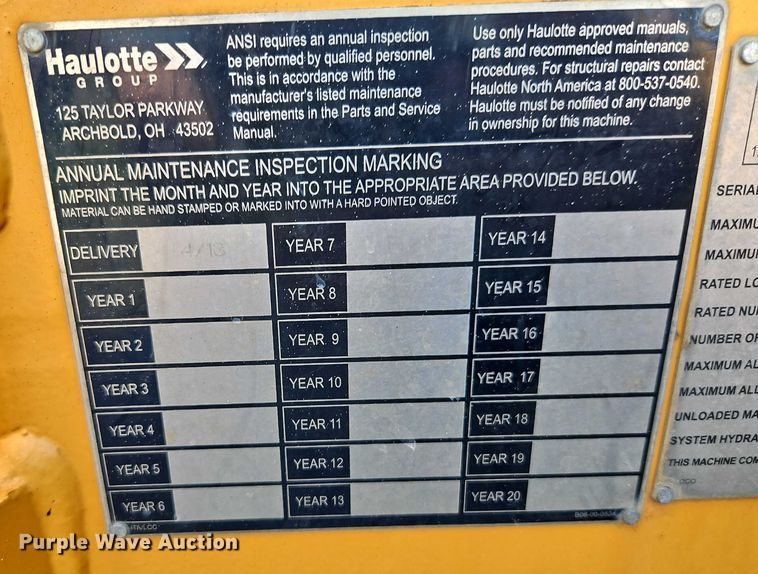 Haulotte
GROUP
125 TAYLOR PARKWAY
ARCHBOLD, OH 43502
ANSI requires an annual inspection
be performed by qualified personnel.
This is in accordance with the
manufacturer's listed maintenance
requirements in the Parts and Service
Manual.
Use only Haulotte approved manuals,
parts and recommended maintenance
procedures. For structural repairs contact
Haulotte North America at 800-537-0540.
Haulotte must be notified of any change
in ownership for this machine.
ANNUAL MAINTENANCE INSPECTION MARKING
IMPRINT THE MONTH AND YEAR INTO THE APPROPRIATE AREA PROVIDED BELOW.
MATERIAL CAN BE HAND STAMPED OR MARKED INTO WITH A HARD POINTED OBJECT.
DELIVERY 4/13
YEAR 1
YEAR 2
YEAR 3
YEAR 4
YEAR 5
YEAR 6
YEAR 7
YEAR 8
YEAR 9
YEAR 10
YEAR 11
YEAR 12
YEAR 13
YEAR 14
YEAR 15
YEAR 16
YEAR 17
YEAR 18
YEAR 19
YEAR 20
SERIAL
MAXIMU
MAXIMUM
RATED LO
RATED NU
NUMBER OF
MAXIMUM AL
MAXIMUM ALL
UNLOADED MA
SYSTEM HYDRA
THIS MACHINE COM
Purple Wave Auction